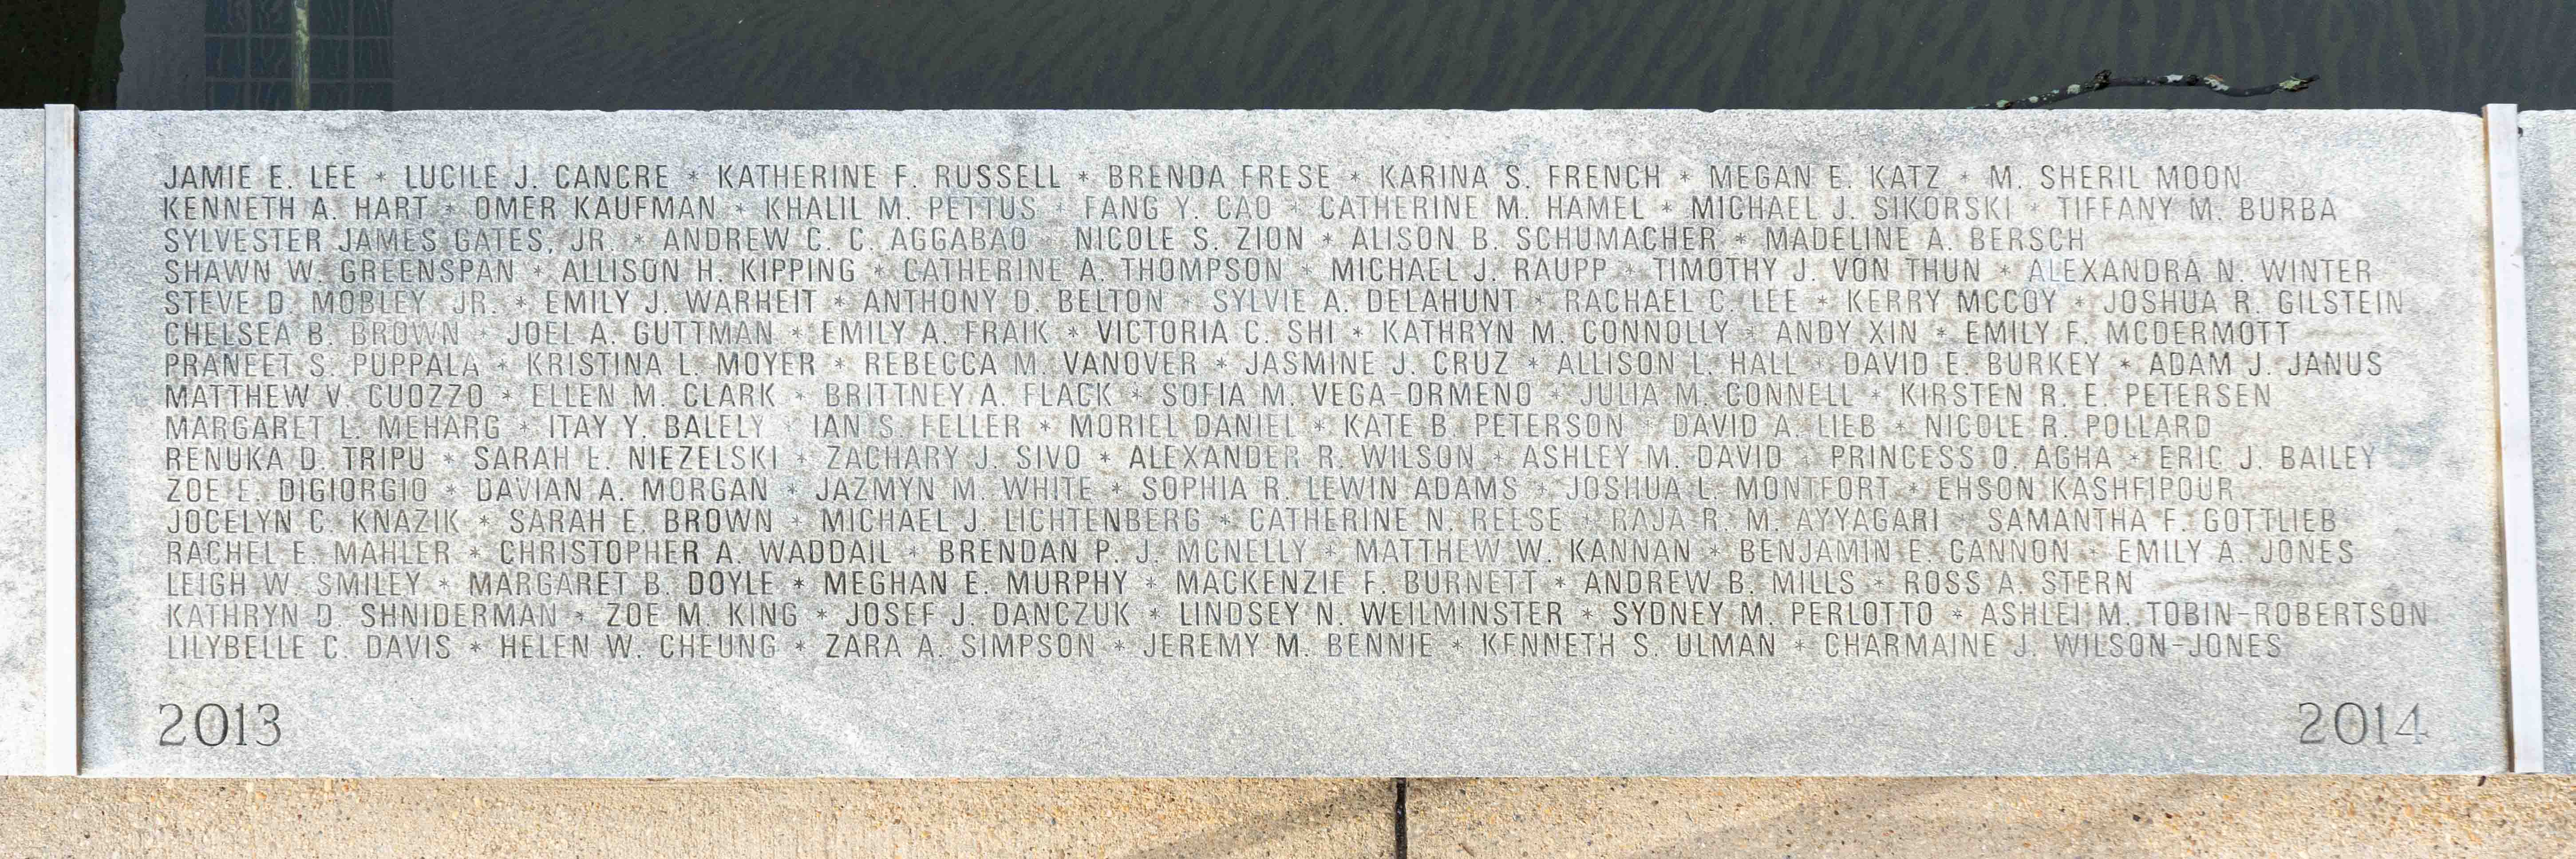 JAMIE E. LEE * LUCILE J. CANCRE * KATHERINE F. RUSSELL * BRENDA FRESE * KARINA S. FRENCH * MEGAN E. KATZ * M. SHERIL MOON
KENNETH A. HART * OMER KAUFMAN * KHALIL M. PETTUS * FANG Y. CAO * CATHERINE M. HAMEL * MICHAEL J. SIKORSKI * TIFFANY M. BURBA
SYLVESTER JAMES GATES, JR. * ANDREW C. C. AGGABAO * NICOLE S. ZION * ALISON B. SCHUMACHER * MADELINE A. BERSCH
SHAWN W. GREENSPAN * ALLISON H. KIPPING * CATHERINE A. THOMPSON * MICHAEL J. RAUPP * TIMOTHY J. VON THUN * ALEXANDRA N. WINTER
STEVE D. MOBLEY JR. * EMILY J. WARHEIT * ANTHONY D. BELTON * SYLVIE A. DELAHUNT * RACHAEL C. LEE * KERRY MCCOY * JOSHUA R. GILSTEIN
CHELSEA B. BROWN * JOEL A. GUTTMAN * EMILY A. FRAIK * VICTORIA C. SHI * KATHRYN M. CONNOLLY * ANDY XIN * EMILY F. MCDERMOTT
PRANEET S. PUPPALA * KRISTINA L. MOYER * REBECCA M. VANOVER * JASMINE J. CRUZ * ALLISON L. HALL * DAVID E. BURKEY * ADAM J. JANUS
MATTHEW V. CUOZZO * ELLEN M. CLARK * BRITTNEY A. FLACK * SOFIA M. VEGA-ORMENO * JULIA M. CONNELL * KIRSTEN R. E. PETERSEN
MARGARET L. MEHARG * ITAY Y. BALELY * IAN S. FELLER * MORIEL DANIEL * KATE B. PETERSON * DAVID A. LIEB * NICOLE R. POLLARD
RENUKA D. TRIPU * SARAH E. NIEZELSKI * ZACHARY J. SIVO * ALEXANDER R. WILSON * ASHLEY M. DAVID * PRINCESS O. AGHA * ERIC J. BAILEY
ZOE E. DIGIORGIO * DAVIAN A. MORGAN * JAZMYN M. WHITE * SOPHIA R. LEWIN ADAMS * JOSHUA L. MONTFORT * EHSON KASHFIPOUR
JOCELYN C. KNAZIK * SARAH E. BROWN * MICHAEL J. LICHTENBERG * CATHERINE N. REESE * RAJA R. M. AYYAGARI * SAMANTHA F. GOTTLIEB
RACHEL E. MAHLER * CHRISTOPHER A. WADDAIL * BRENDAN P. J. MCNELLY * MATTHEW W. KANNAN * BENJAMIN E. CANNON * EMILY A. JONES
LEIGH W. SMILEY * MARGARET B. DOYLE * MEGHAN E. MURPHY * MACKENZIE F. BURNETT * ANDREW B. MILLS * ROSS A. STERN
KATHRYN D. SHNIDERMAN * ZOE M. KING * JOSEF J. DANCZUK * LINDSEY N. WEILMINSTER * SYDNEY M. PERLOTTO * ASHLEI M. TOBIN-ROBERTSON
LILYBELLE C. DAVIS * HELEN W. CHEUNG * ZARA A. SIMPSON * JEREMY M. BENNIE * KENNETH S. ULMAN * CHARMAINE J. WILSON-JONES
2013 2014